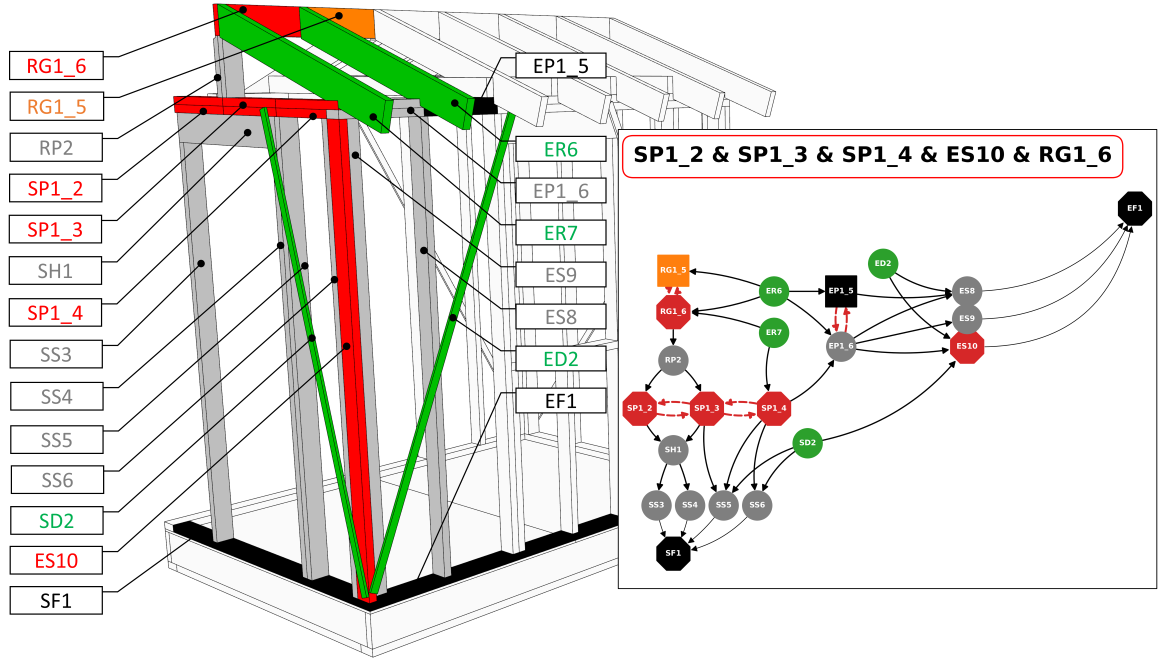 RG1_6
RG1_5
RP2
SP1_2
SP1_3
SH1
SP1_4
SS3
SS4
SS5
SS6
SD2
ES10
SF1
EP1_5
ER6
EP1_6
ER7
ES9
ES8
ED2
EF1
SP1_2 & SP1_3 & SP1_4 & ES10 & RG1_6
EF1
ED2
RG1_5
ER6
EP1_5
ES8
RG1_6
ES9
ER7
EP1_6
ES10
RP2
SP1_2
SP1_3
SP1_4
SD2
SH1
SS3
SS4
SS5
SS6
SF1